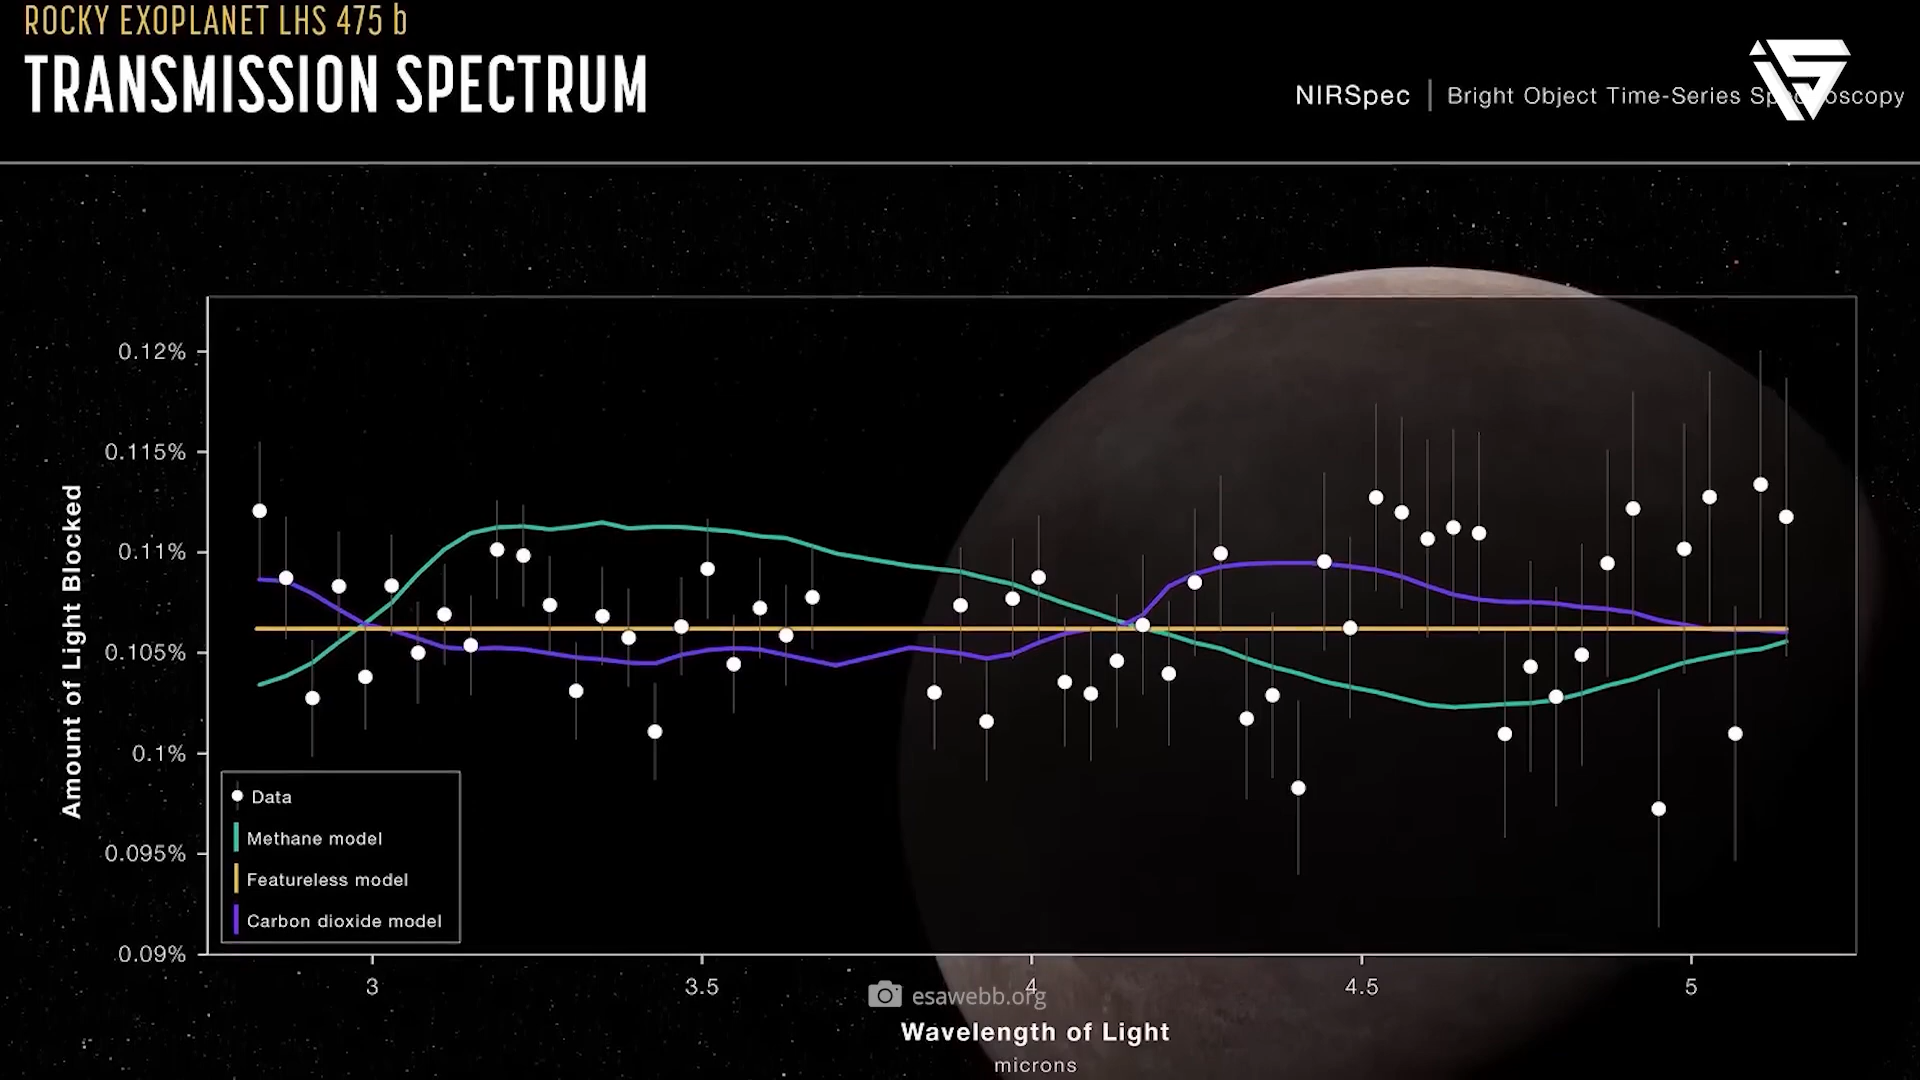 ROCKY EXOPLANET LHS 475 b
TRANSMISSION SPECTRUM
NIRSpec | Bright Object Time-Series
Amount of Light Blocked
0.12%
0.115%
0.11%
0.105%
0.1%
0.095%
0.09%
Data
Methane model
Featureless model
Carbon dioxide model
3
3.5
4
4.5
5
esawebb.org
Wavelength of Light
microns